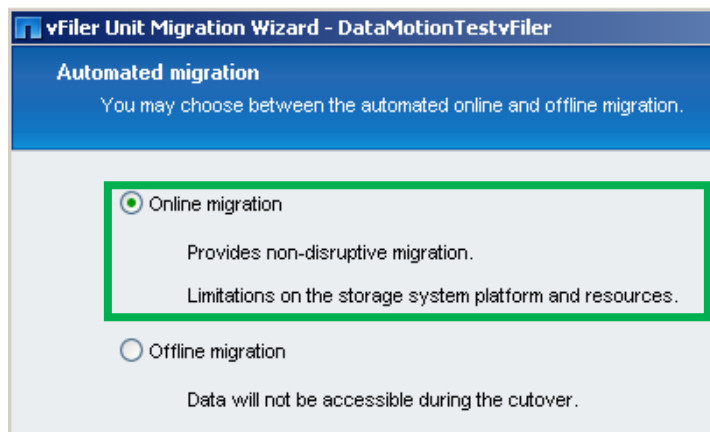 vFiler Unit Migration Wizard - DataMotionTestvFiler
Automated migration
You may choose between the automated online and offline migration.
Online migration
Provides non-disruptive migration.
Limitations on the storage system platform and resources.
Offline migration
Data will not be accessible during the cutover.